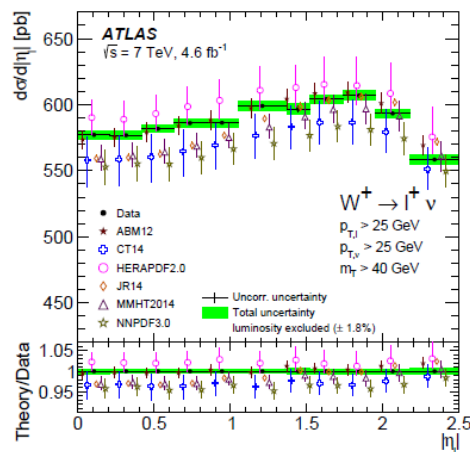 dσ/d|η| [pb]
650
600
550
500
450
ATLAS
√s = 7 TeV, 4.6 fb⁻¹
W⁺ → l⁺ ν
p_T,l > 25 GeV
p_T,ν > 25 GeV
m_T > 40 GeV
Data
ABM12
CT14
HERAPDF2.0
JR14
MMHT2014
NNPDF3.0
Uncorr. uncertainty
Total uncertainty
luminosity excluded (± 1.8%)
Theory/Data
1.05
1
0.95
0 0.5 1 1.5 2 2.5
|η_l|